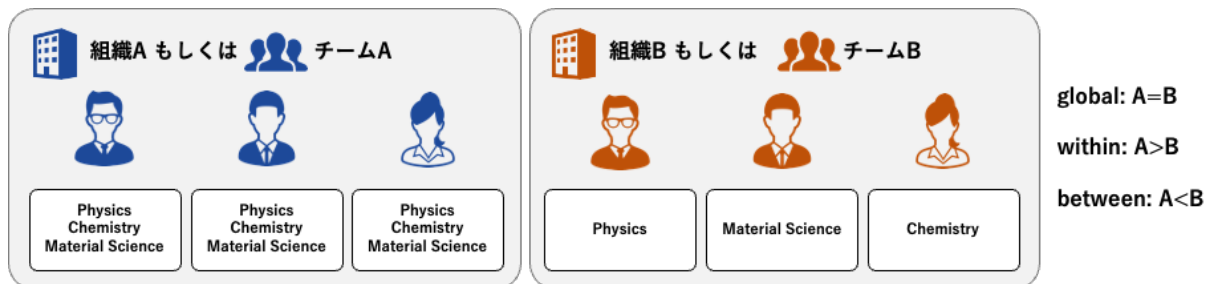 組織A もしくは チームA
Physics
Chemistry
Material Science
Physics
Chemistry
Material Science
Physics
Chemistry
Material Science
組織B もしくは チームB
Physics
Material Science
Chemistry
global: A=B
within: A>B
between: A<B